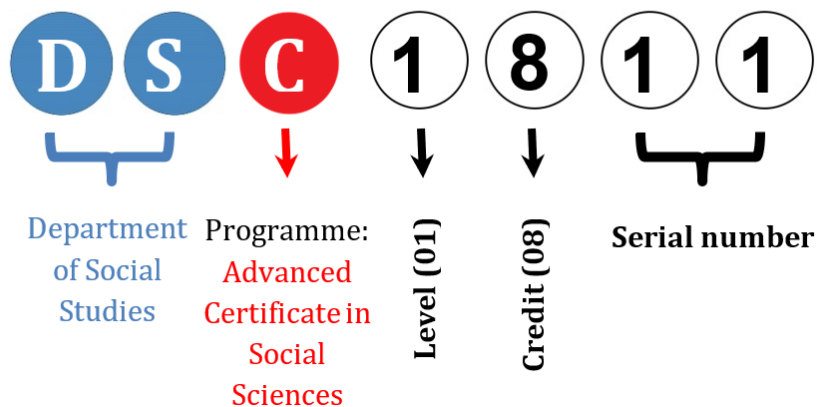 D S C 1 8 1 1
Department
of Social
Studies
Programme:
Advanced
Certificate in
Social
Sciences
Level (01)
Credit (08)
Serial number